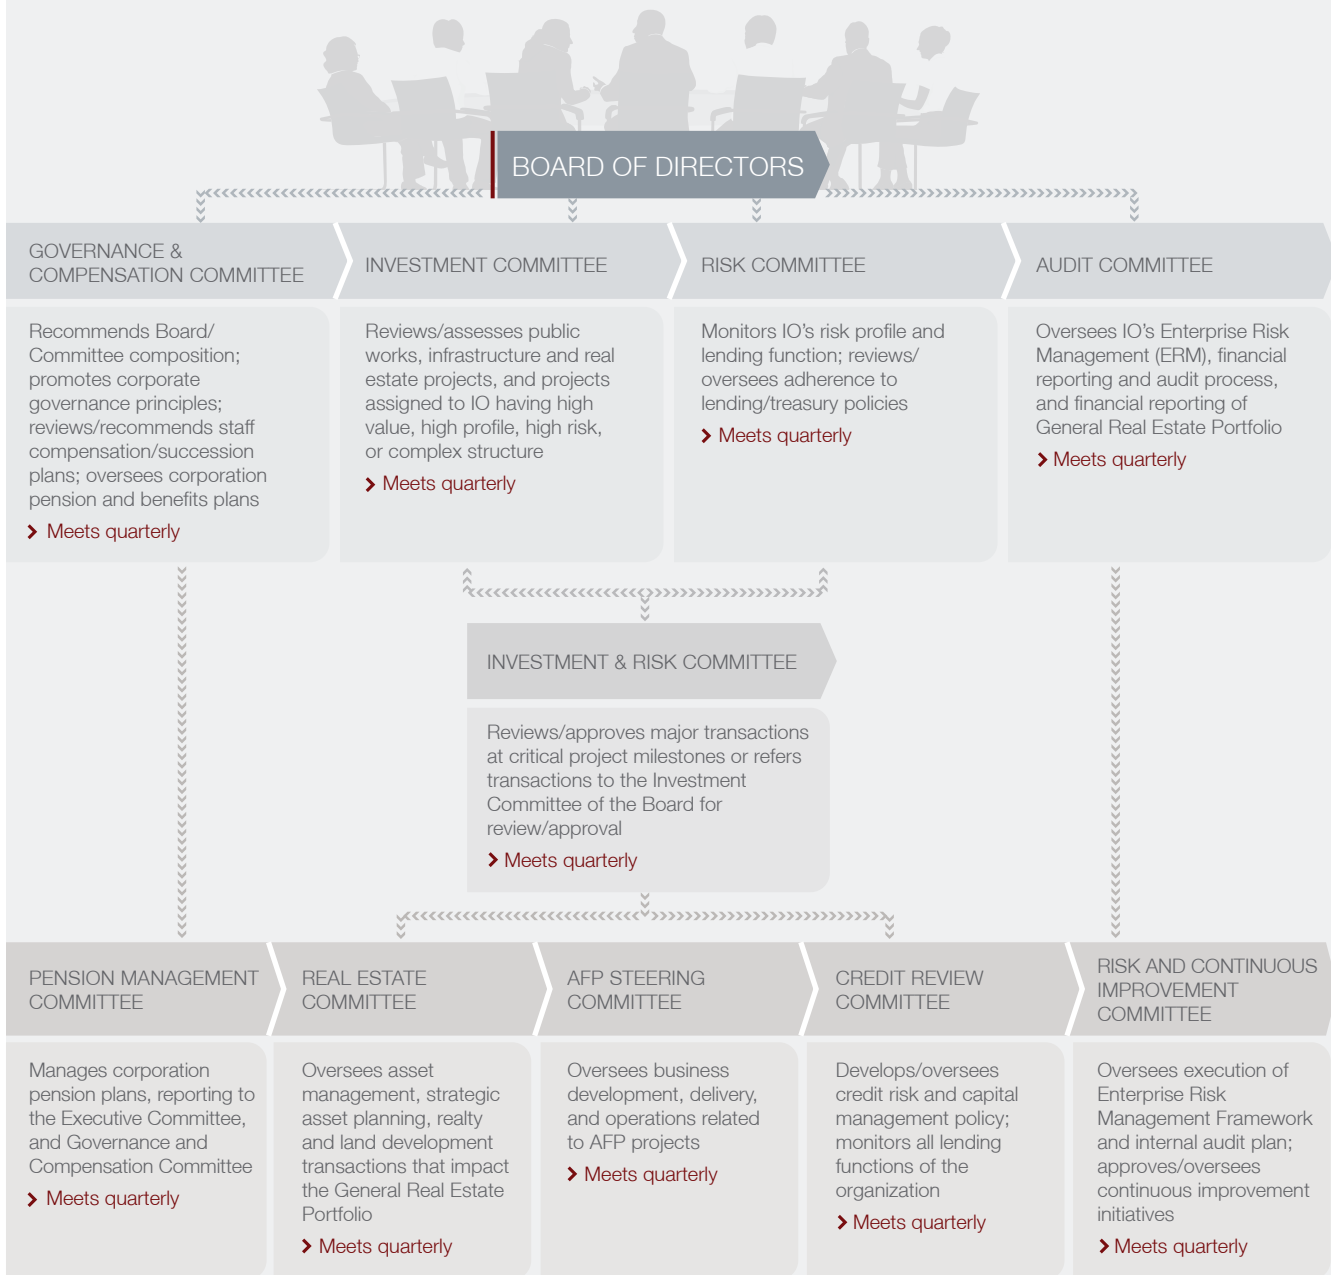 BOARD OF DIRECTORS
GOVERNANCE &
COMPENSATION COMMITTEE
Recommends Board/
Committee composition;
promotes corporate
governance principles;
reviews/recommends staff
compensation/succession
plans; oversees corporation
pension and benefits plans
Meets quarterly
INVESTMENT COMMITTEE
Reviews/assesses public
works, infrastructure and real
estate projects, and projects
assigned to IO having high
value, high profile, high risk,
or complex structure
Meets quarterly
RISK COMMITTEE
Monitors IO's risk profile and
lending function; reviews/
oversees adherence to
lending/treasury policies
Meets quarterly
AUDIT COMMITTEE
Oversees IO's Enterprise Risk
Management (ERM), financial
reporting and audit process,
and financial reporting of
General Real Estate Portfolio
Meets quarterly
INVESTMENT & RISK COMMITTEE
Reviews/approves major transactions
at critical project milestones or refers
transactions to the Investment
Committee of the Board for
review/approval
Meets quarterly
PENSION MANAGEMENT
COMMITTEE
Manages corporation
pension plans, reporting to
the Executive Committee,
and Governance and
Compensation Committee
Meets quarterly
REAL ESTATE
COMMITTEE
Oversees asset
management, strategic
asset planning, realty
and land development
transactions that impact
the General Real Estate
Portfolio
Meets quarterly
AFP STEERING
COMMITTEE
Oversees business
development, delivery,
and operations related
to AFP projects
Meets quarterly
CREDIT REVIEW
COMMITTEE
Develops/oversees
credit risk and capital
management policy;
monitors all lending
functions of the
organization
Meets quarterly
RISK AND CONTINUOUS
IMPROVEMENT
COMMITTEE
Oversees execution of
Enterprise Risk
Management Framework
and internal audit plan;
approves/oversees
continuous improvement
initiatives
Meets quarterly